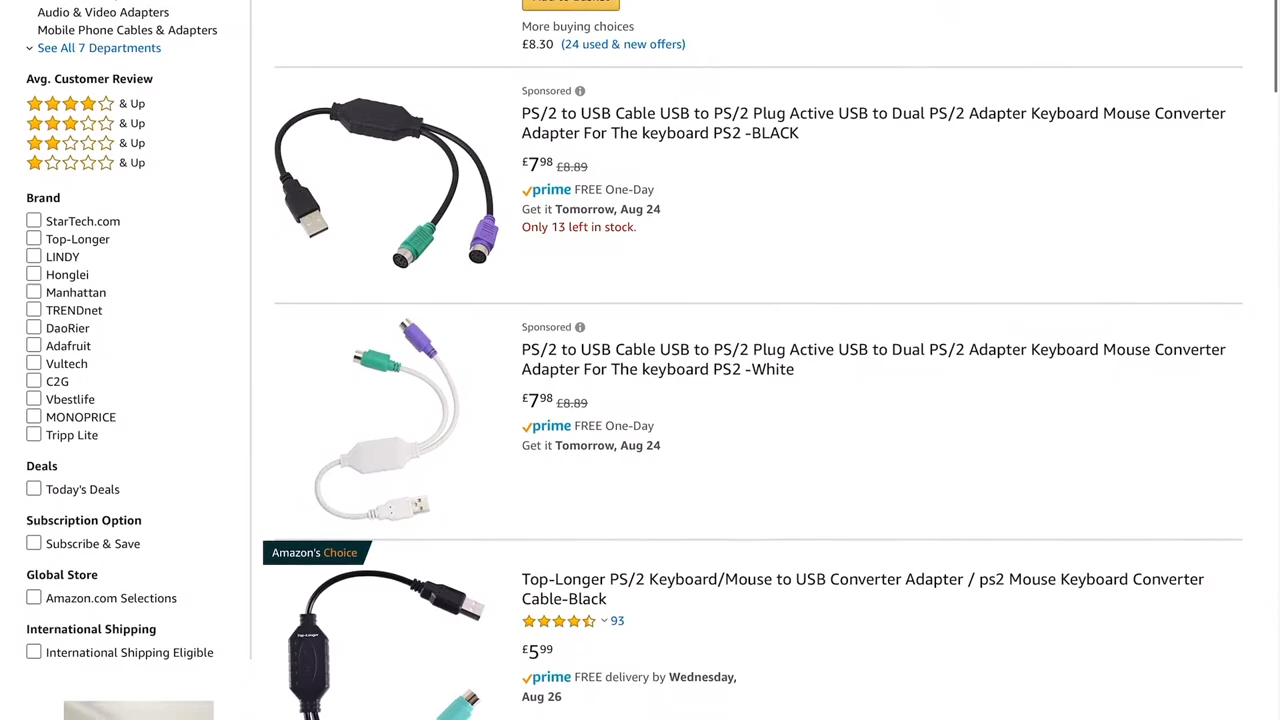 Audio & Video Adapters
Mobile Phone Cables & Adapters
See All 7 Departments
Avg. Customer Review
& Up
& Up
& Up
& Up
Brand
StarTech.com
Top-Longer
LINDY
Honglei
Manhattan
TRENDnet
DaoRier
Adafruit
Vultech
C2G
Vbestlife
MONOPRICE
Tripp Lite
Deals
Today's Deals
Subscription Option
Subscribe & Save
Global Store
Amazon.com Selections
International Shipping
International Shipping Eligible
More buying choices
£8.30 (24 used & new offers)
Sponsored
PS/2 to USB Cable USB to PS/2 Plug Active USB to Dual PS/2 Adapter Keyboard Mouse Converter
Adapter For The keyboard PS2 -BLACK
£798 £8.89
prime FREE One-Day
Get it Tomorrow, Aug 24
Only 13 left in stock.
Sponsored
PS/2 to USB Cable USB to PS/2 Plug Active USB to Dual PS/2 Adapter Keyboard Mouse Converter
Adapter For The keyboard PS2 -White
£798 £8.89
prime FREE One-Day
Get it Tomorrow, Aug 24
Amazon's Choice
Top-Longer
Top-Longer PS/2 Keyboard/Mouse to USB Converter Adapter / ps2 Mouse Keyboard Converter
Cable-Black
93
£599
prime FREE delivery by Wednesday,
Aug 26